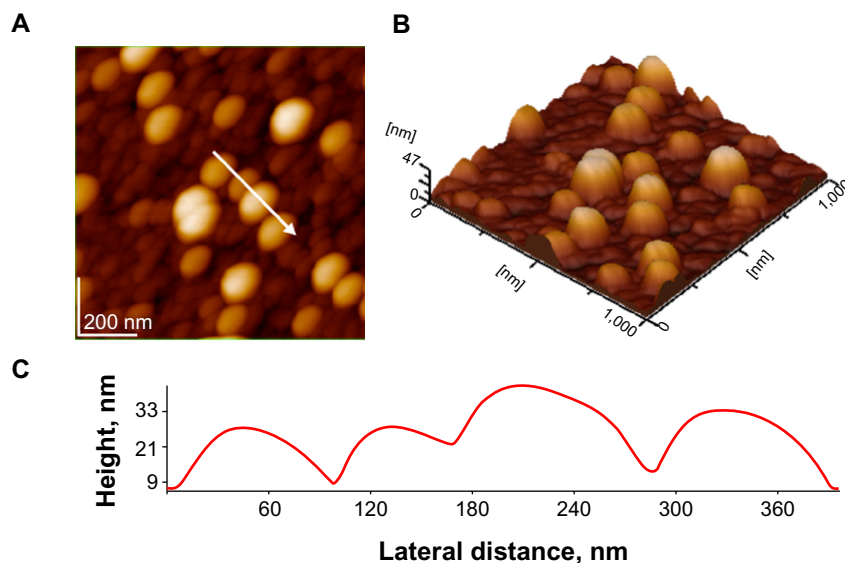 A
B
200 nm
[nm]
47
0
0
[nm]
1,000
0
[nm]
1,000
C
Height, nm
33
21
9
60
120
180
240
300
360
Lateral distance, nm